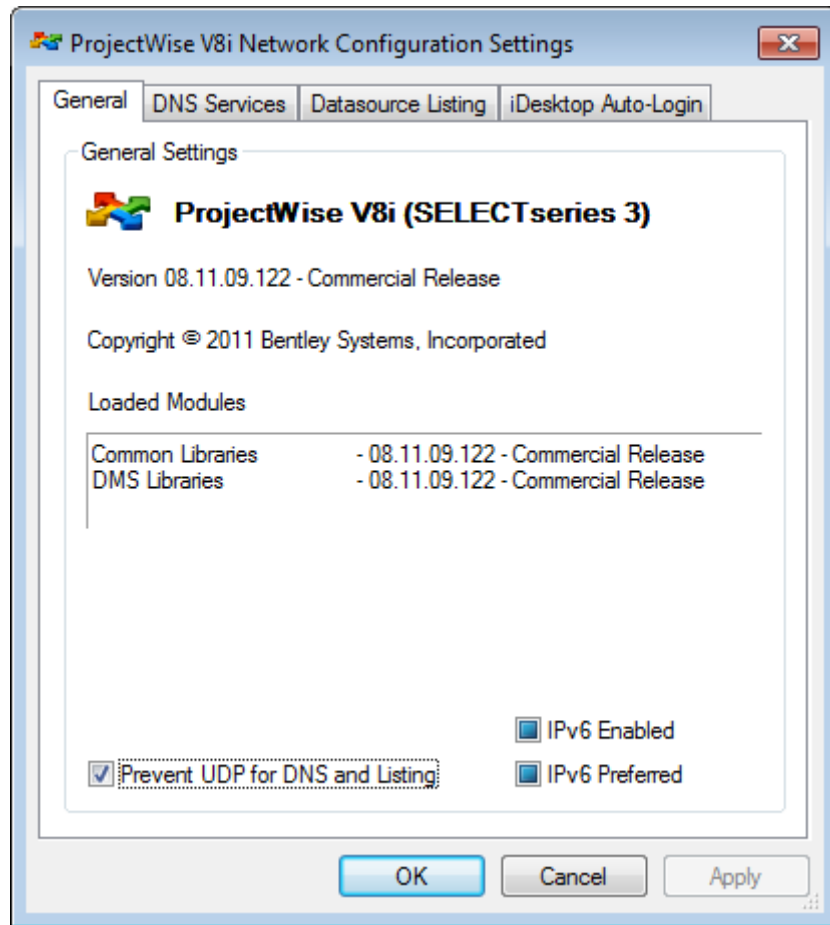 ProjectWise V8i Network Configuration Settings
General DNS Services Datasource Listing iDesktop Auto-Login
General Settings
ProjectWise V8i (SELECTseries 3)
Version 08.11.09.122 - Commercial Release
Copyright © 2011 Bentley Systems, Incorporated
Loaded Modules
Common Libraries - 08.11.09.122 - Commercial Release
DMS Libraries - 08.11.09.122 - Commercial Release
IPv6 Enabled
Prevent UDP for DNS and Listing IPv6 Preferred
OK Cancel Apply